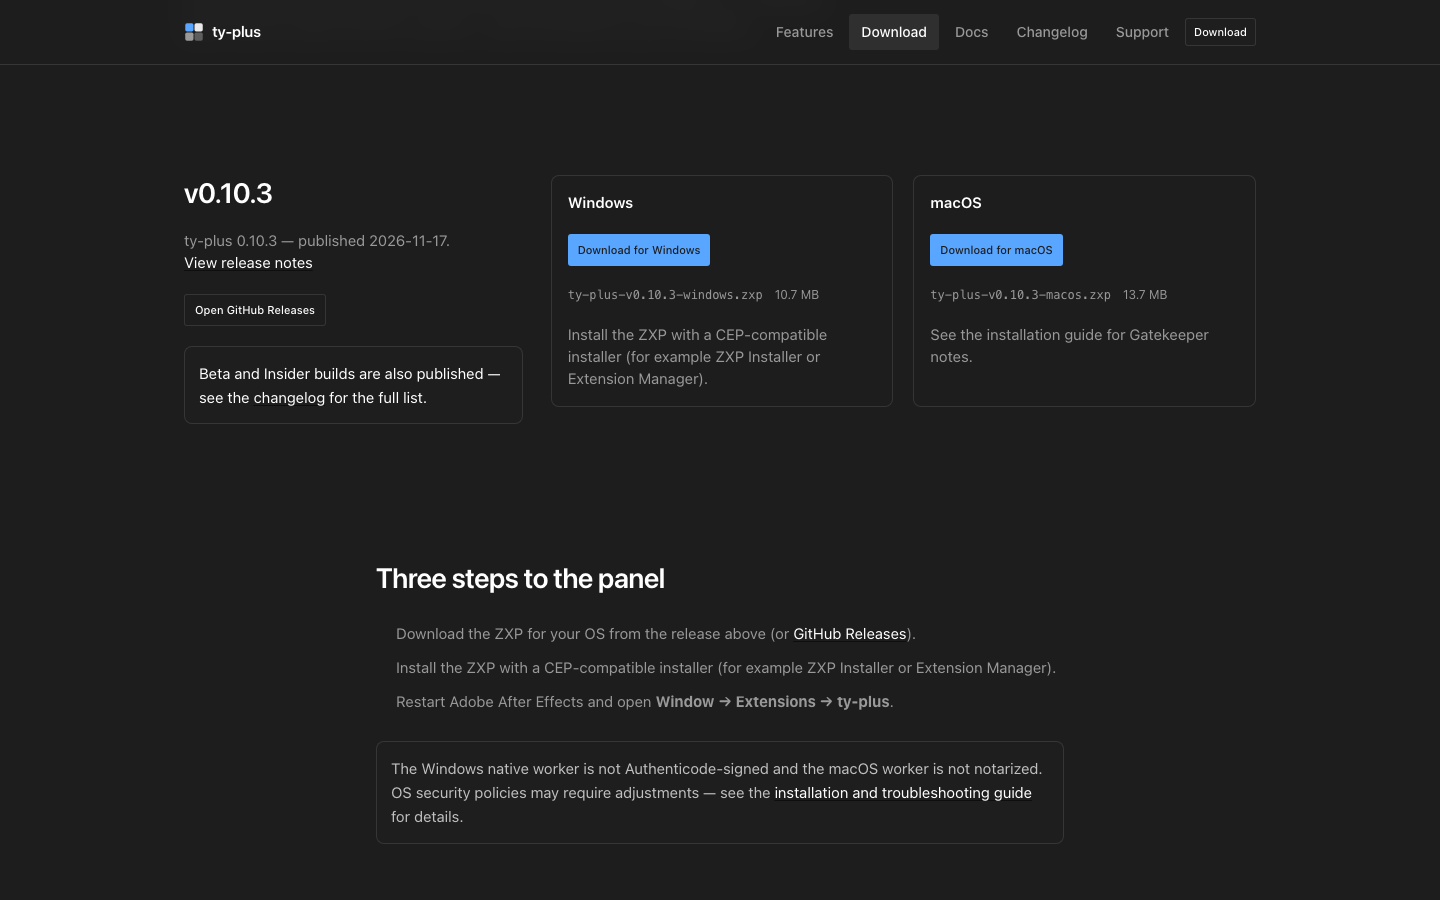 ty-plus
Features
Download
Docs
Changelog
Support
Download
v0.10.3
ty-plus 0.10.3 — published 2026-11-17.
View release notes
Open GitHub Releases
Beta and Insider builds are also published —
see the changelog for the full list.
Windows
Download for Windows
ty-plus-v0.10.3-windows.zxp 10.7 MB
Install the ZXP with a CEP-compatible
installer (for example ZXP Installer or
Extension Manager).
macOS
Download for macOS
ty-plus-v0.10.3-macos.zxp 13.7 MB
See the installation guide for Gatekeeper
notes.
Three steps to the panel
Download the ZXP for your OS from the release above (or GitHub Releases).
Install the ZXP with a CEP-compatible installer (for example ZXP Installer or Extension Manager).
Restart Adobe After Effects and open Window → Extensions → ty-plus.
The Windows native worker is not Authenticode-signed and the macOS worker is not notarized.
OS security policies may require adjustments — see the installation and troubleshooting guide
for details.